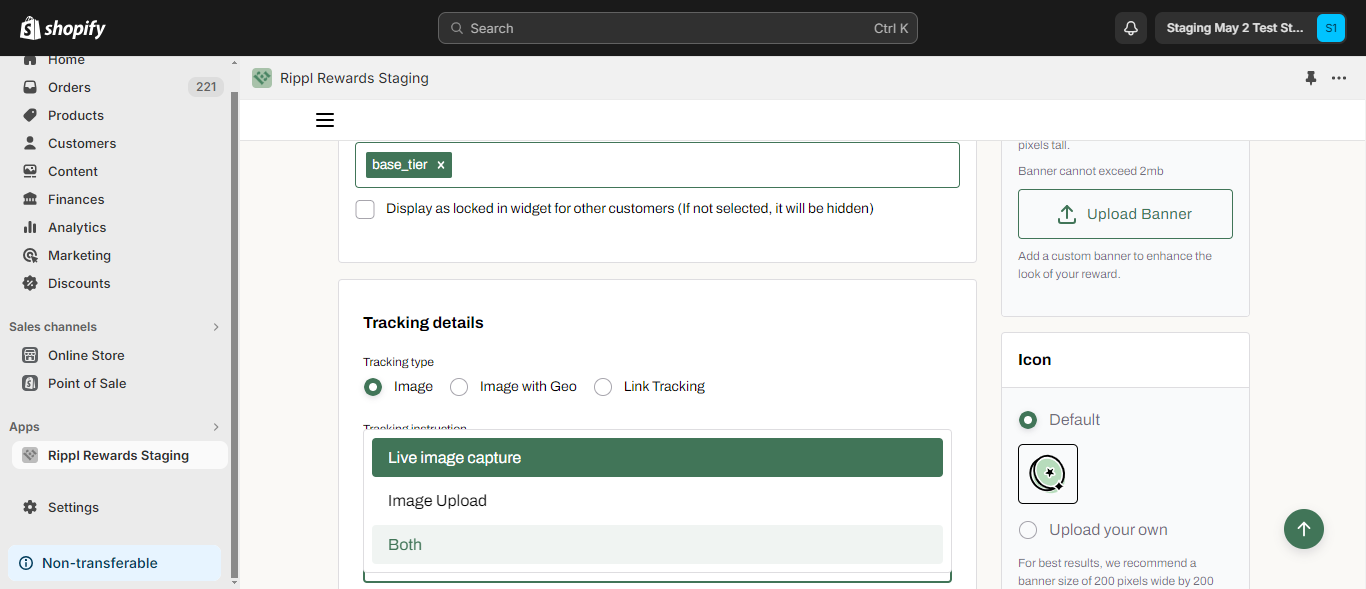 shopify
Search
Ctrl K
Staging May 2 Test St...
S1
Home
Orders
221
Products
Customers
Content
Finances
Analytics
Marketing
Discounts
Sales channels
Online Store
Point of Sale
Apps
Rippl Rewards Staging
Settings
Non-transferable
Rippl Rewards Staging
base_tier ×
Display as locked in widget for other customers (If not selected, it will be hidden)
Tracking details
Tracking type
Image
Image with Geo
Link Tracking
Tracking instruction
Live image capture
Image Upload
Both
pixels tall.
Banner cannot exceed 2mb
Upload Banner
Add a custom banner to enhance the
look of your reward.
Icon
Default
Upload your own
For best results, we recommend a
banner size of 200 pixels wide by 200